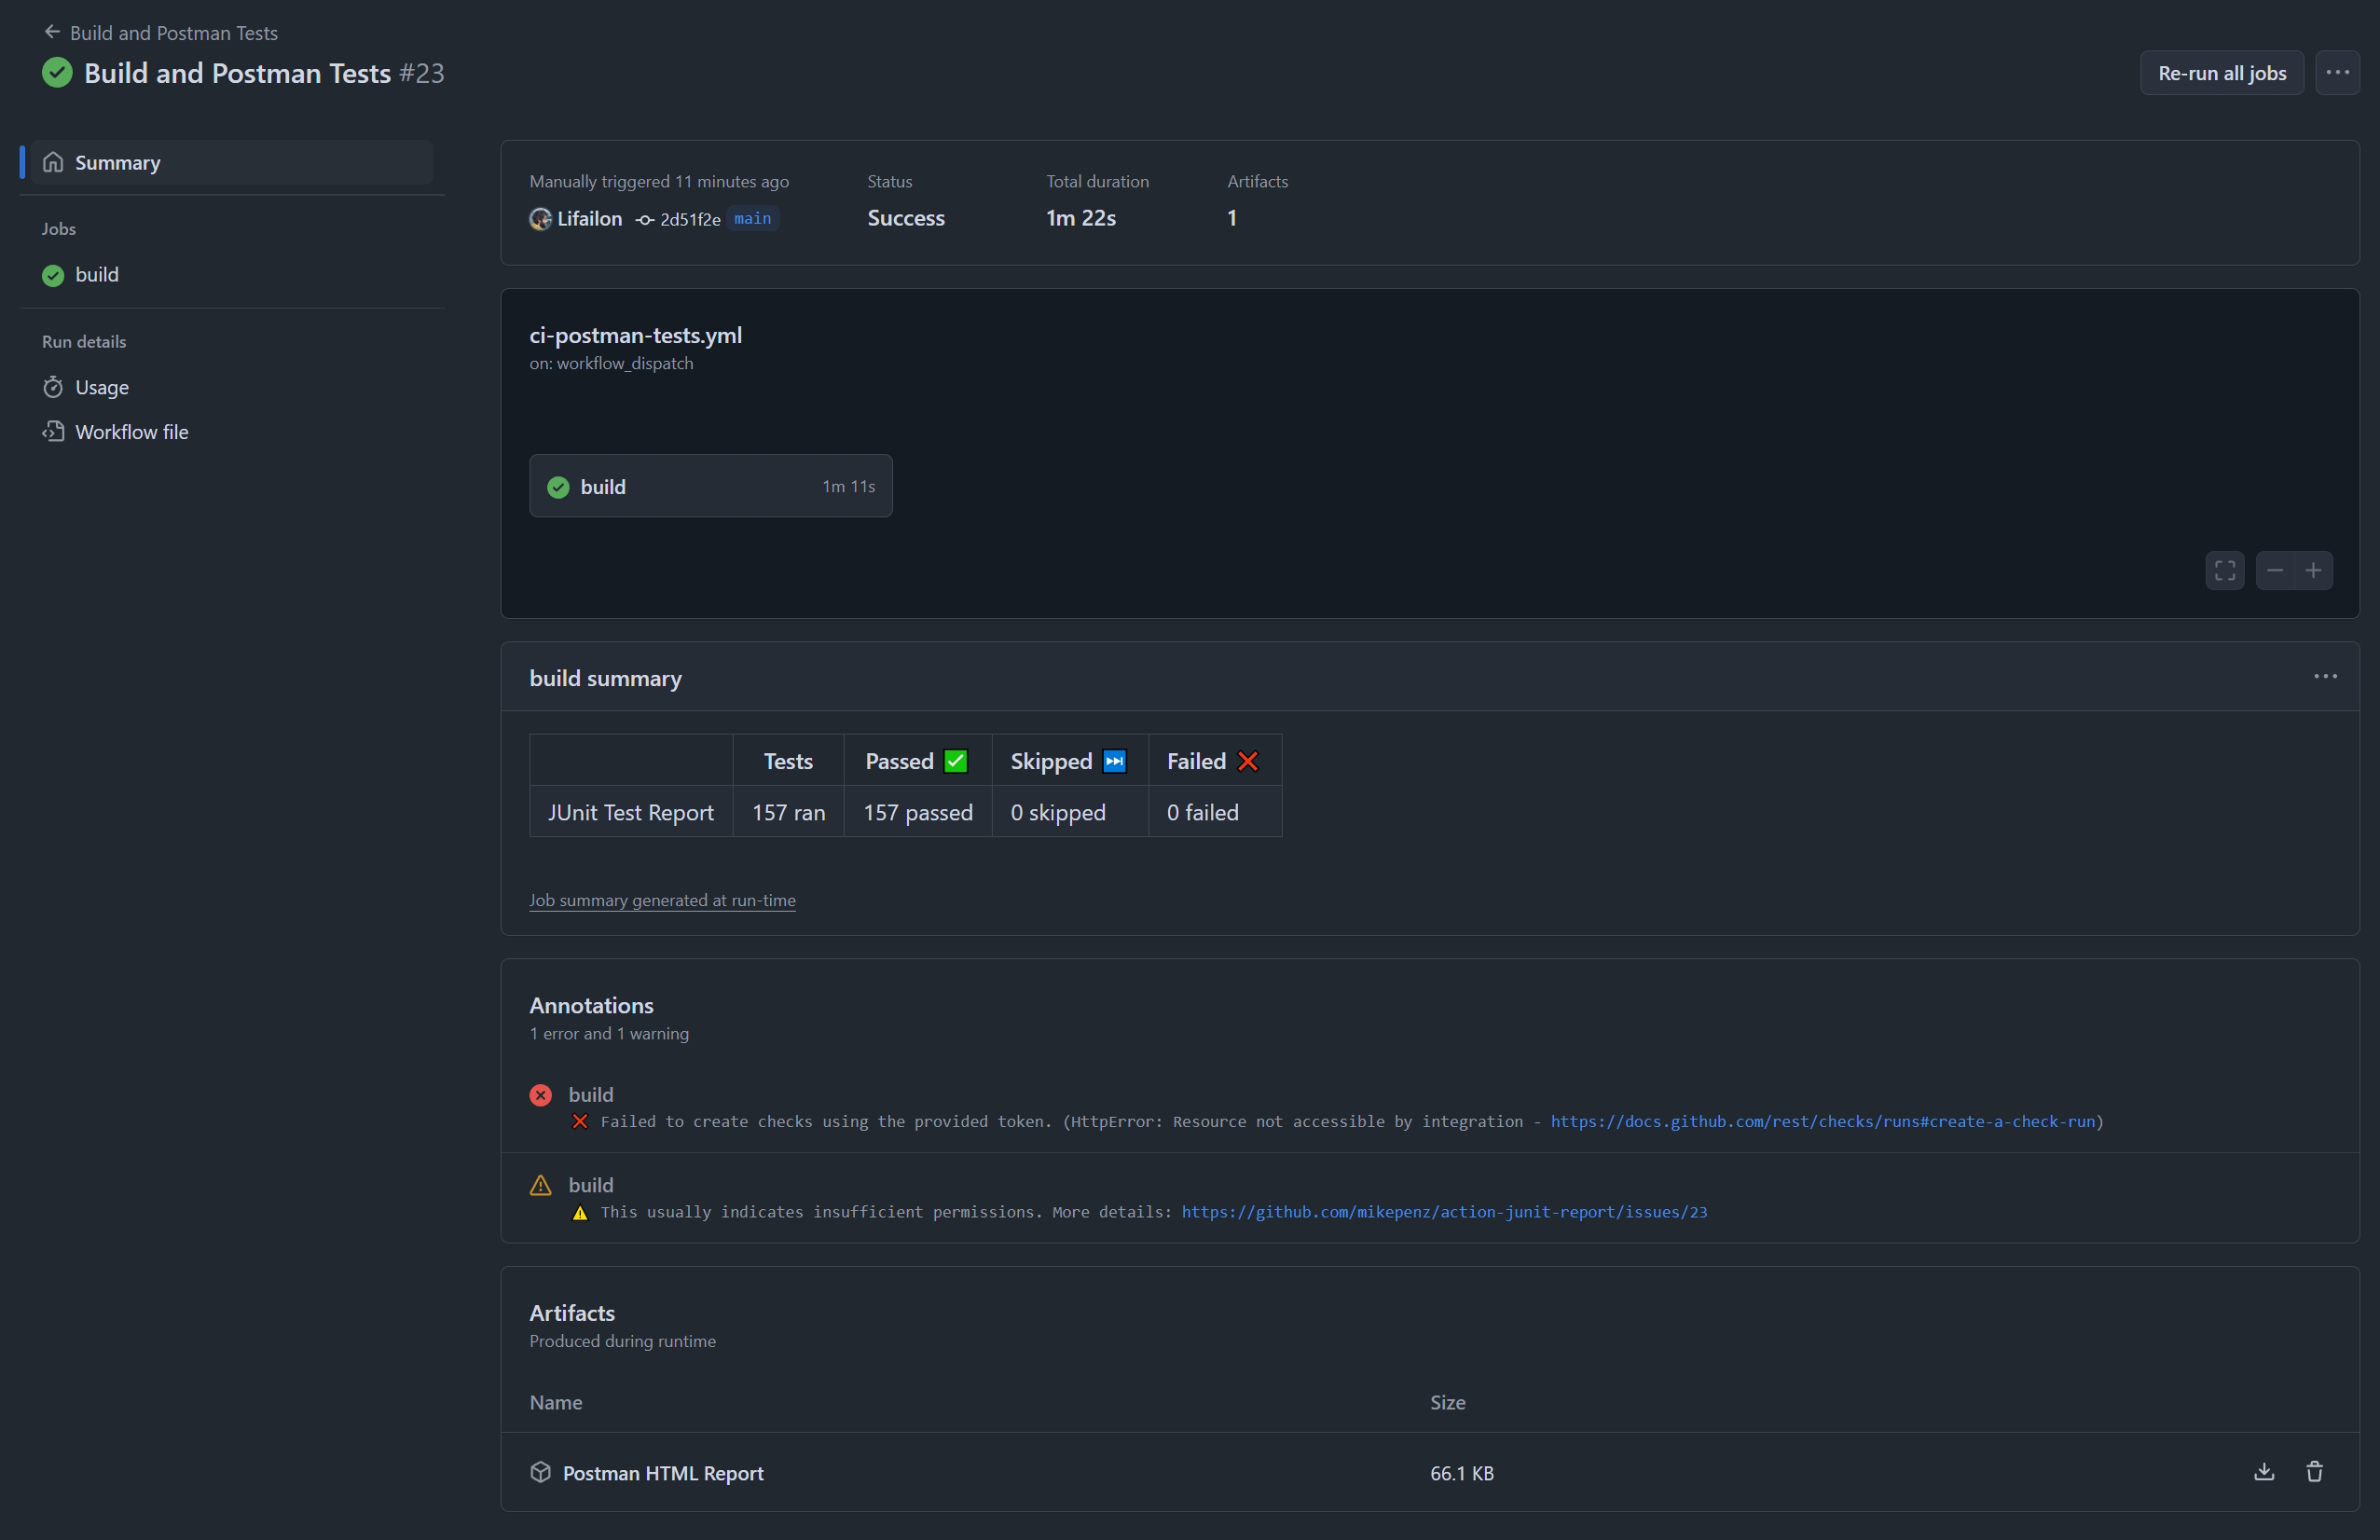 Build and Postman Tests
Build and Postman Tests #23
Re-run all jobs
Summary
Jobs
build
Run details
Usage
Workflow file
Manually triggered 11 minutes ago
Status
Total duration
Artifacts
Lifailon 2d51f2e main
Success
1m 22s
1
ci-postman-tests.yml
on: workflow_dispatch
build 1m 11s
build summary
Tests Passed ✅ Skipped ⏭ Failed ❌
JUnit Test Report 157 ran 157 passed 0 skipped 0 failed
Job summary generated at run-time
Annotations
1 error and 1 warning
build
❌ Failed to create checks using the provided token. (HttpError: Resource not accessible by integration - https://docs.github.com/rest/checks/runs#create-a-check-run)
build
⚠ This usually indicates insufficient permissions. More details: https://github.com/mikepenz/action-junit-report/issues/23
Artifacts
Produced during runtime
Name Size
Postman HTML Report 66.1 KB